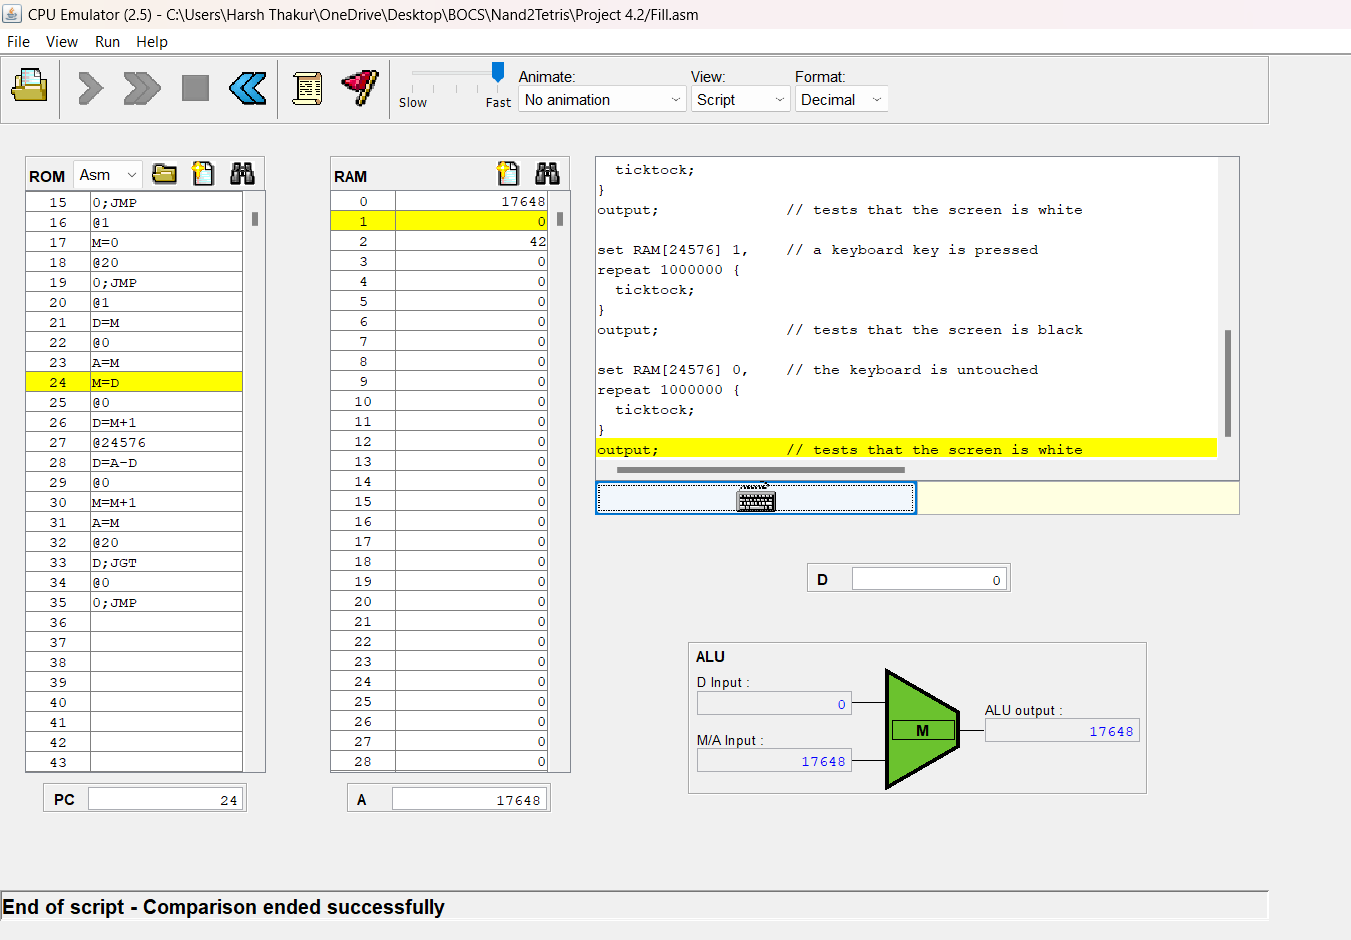 CPU Emulator (2.5) - C:\Users\Harsh Thakur\OneDrive\Desktop\BOCS\Nand2Tetris\Project 4.2/Fill.asm
File View Run Help
Slow Fast
Animate: View: Format:
No animation Script Decimal
ROM Asm
15 0;JMP
16 @1
17 M=0
18 @20
19 0;JMP
20 @1
21 D=M
22 @0
23 A=M
24 M=D
25 @0
26 D=M+1
27 @24576
28 D=A-D
29 @0
30 M=M+1
31 A=M
32 @20
33 D;JGT
34 @0
35 0;JMP
36
37
38
39
40
41
42
43
PC 24
RAM
0 17648
1 0
2 42
3 0
4 0
5 0
6 0
7 0
8 0
9 0
10 0
11 0
12 0
13 0
14 0
15 0
16 0
17 0
18 0
19 0
20 0
21 0
22 0
23 0
24 0
25 0
26 0
27 0
28 0
A 17648
ticktock;
}
output; // tests that the screen is white
set RAM[24576] 1, // a keyboard key is pressed
repeat 1000000 {
ticktock;
}
output; // tests that the screen is black
set RAM[24576] 0, // the keyboard is untouched
repeat 1000000 {
ticktock;
}
output; // tests that the screen is white
D 0
ALU
D Input :
0
M/A Input :
17648
M
ALU output :
17648
End of script - Comparison ended successfully